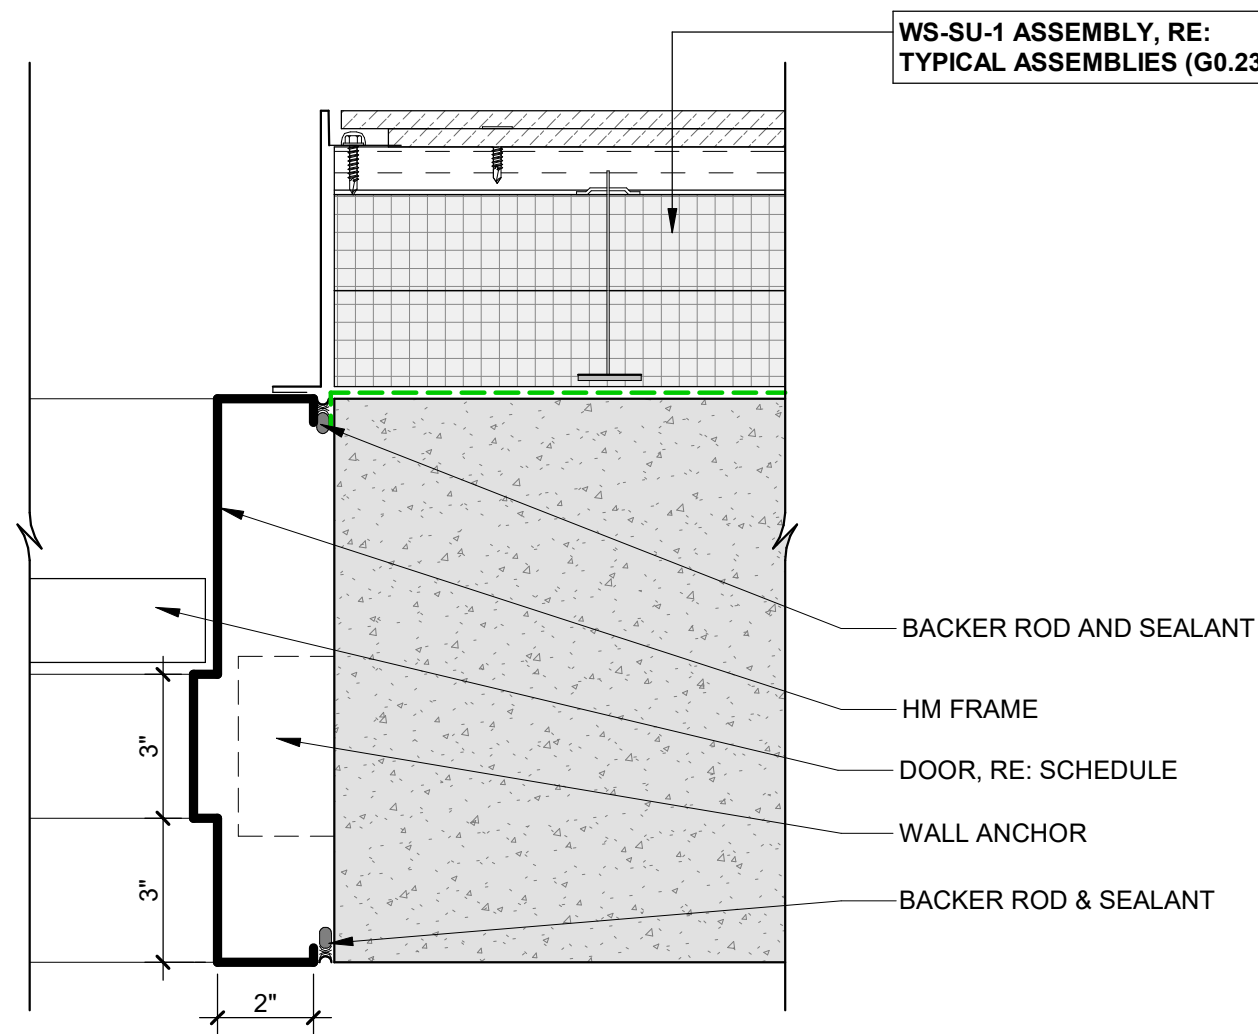 WS-SU-1 ASSEMBLY, RE:
TYPICAL ASSEMBLIES (G0.23
BACKER ROD AND SEALANT
HM FRAME
DOOR, RE: SCHEDULE
WALL ANCHOR
BACKER ROD & SEALANT
3"
3"
2"